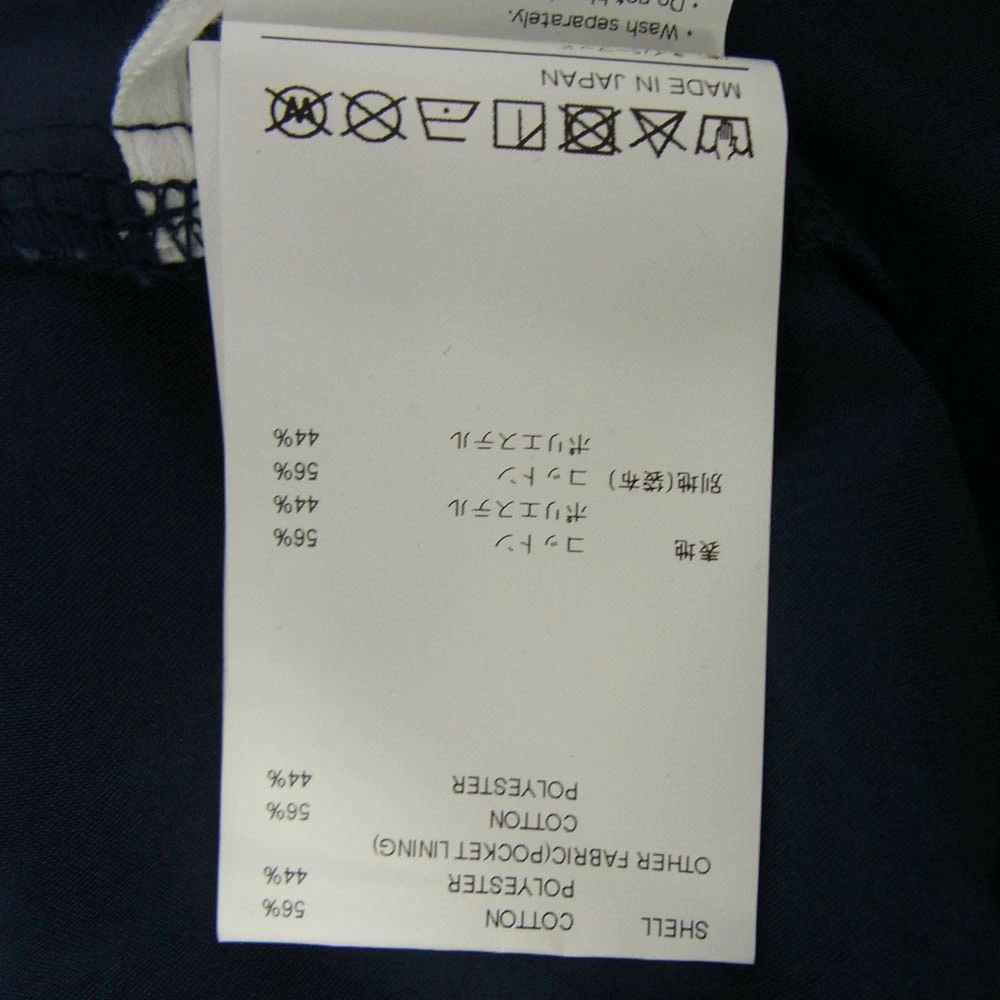 SHELL COTTON 56%
POLYESTER 44%
OTHER FABRIC(POCKET LINING)
COTTON 56%
POLYESTER 44%
表地 コットン 56%
ポリエステル 44%
別地(袋布) コットン 56%
ポリエステル 44%
MADE IN JAPAN
• Wash separately.
• Do not